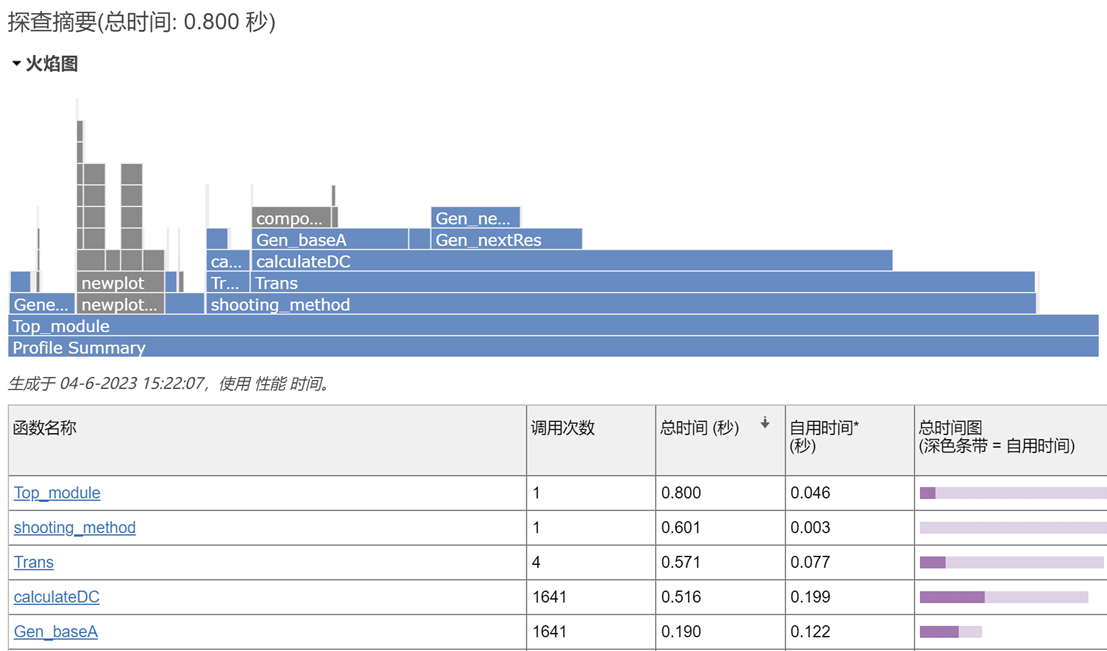 探查摘要(总时间: 0.800 秒)
火焰图
compo...
Gen_ne...
Gen_baseA
Gen_nextRes
ca...
calculateDC
newplot
Tr...
Trans
Gene...
newplot...
shooting_method
Top_module
Profile Summary
生成于 04-6-2023 15:22:07，使用 性能 时间。
函数名称
调用次数
总时间 (秒)
自用时间*
(秒)
总时间图
(深色条带 = 自用时间)
Top_module 1 0.800 0.046
shooting_method 1 0.601 0.003
Trans 4 0.571 0.077
calculateDC 1641 0.516 0.199
Gen_baseA 1641 0.190 0.122